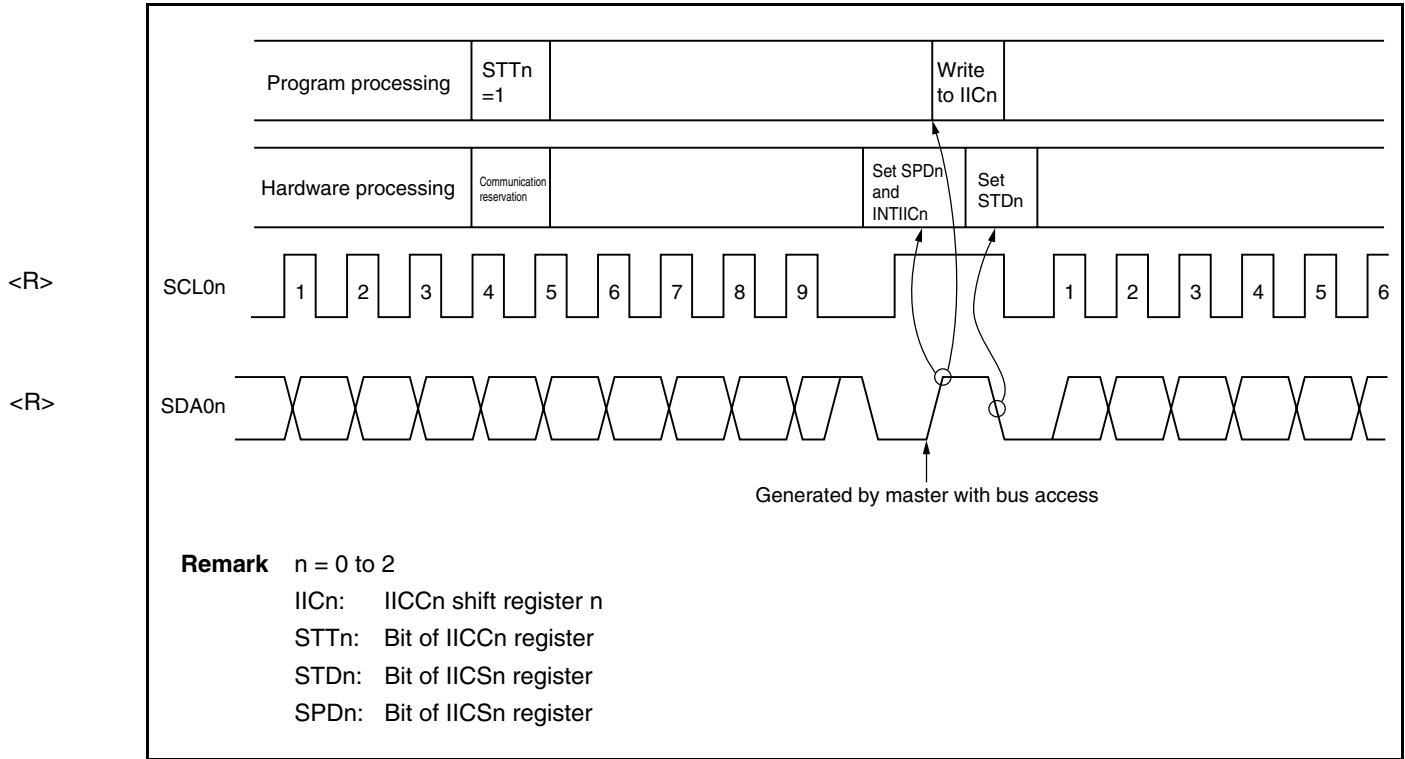 Program processing
STTn
=1
Write
to IICn
Hardware processing
Communication
reservation
Set SPDn
and
INTIICn
Set
STDn
<R>
SCL0n
1 2 3 4 5 6 7 8 9 1 2 3 4 5 6
<R>
SDA0n
Generated by master with bus access
Remark n = 0 to 2
IICn: IICCn shift register n
STTn: Bit of IICCn register
STDn: Bit of IICSn register
SPDn: Bit of IICSn register